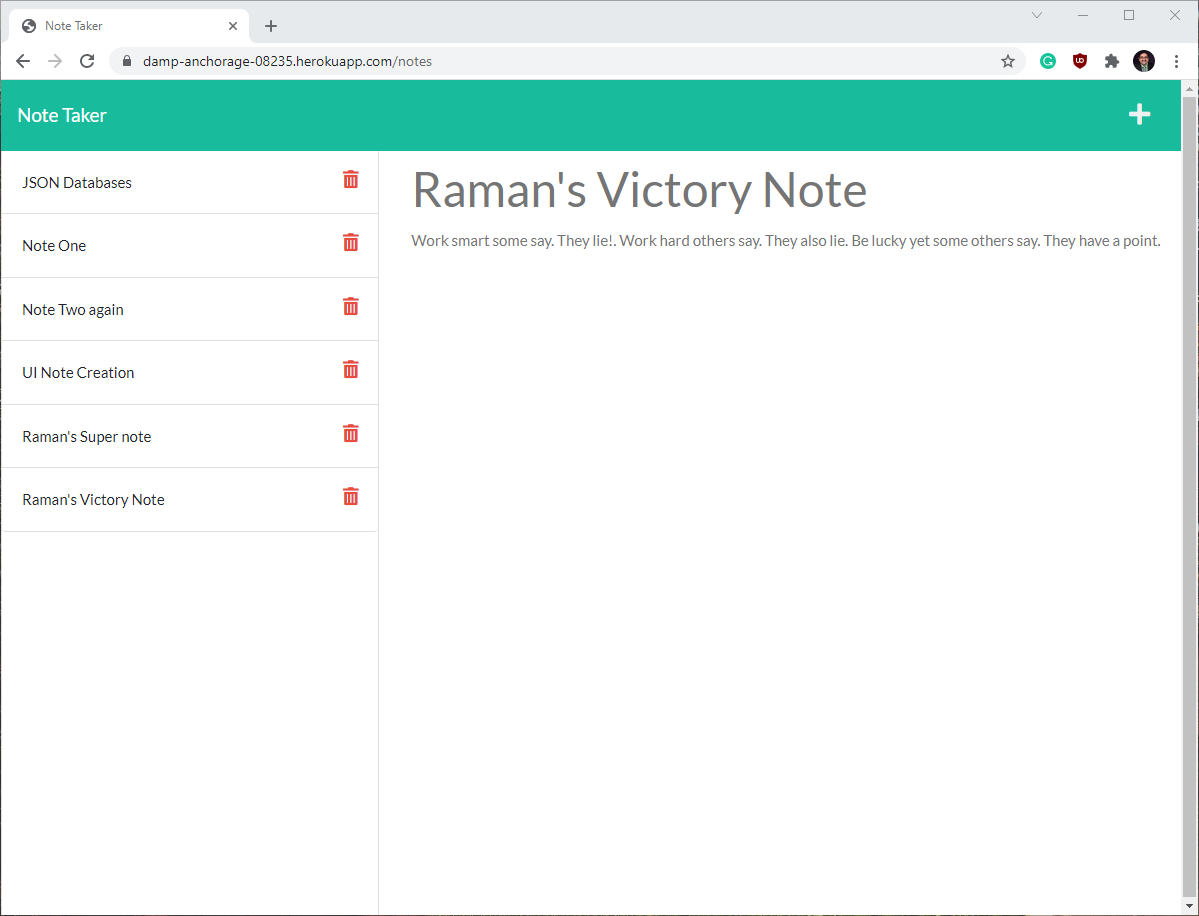 Note Taker
damp-anchorage-08235.herokuapp.com/notes
Note Taker
JSON Databases
Note One
Note Two again
UI Note Creation
Raman's Super note
Raman's Victory Note
Raman's Victory Note
Work smart some say. They lie!. Work hard others say. They also lie. Be lucky yet some others say. They have a point.